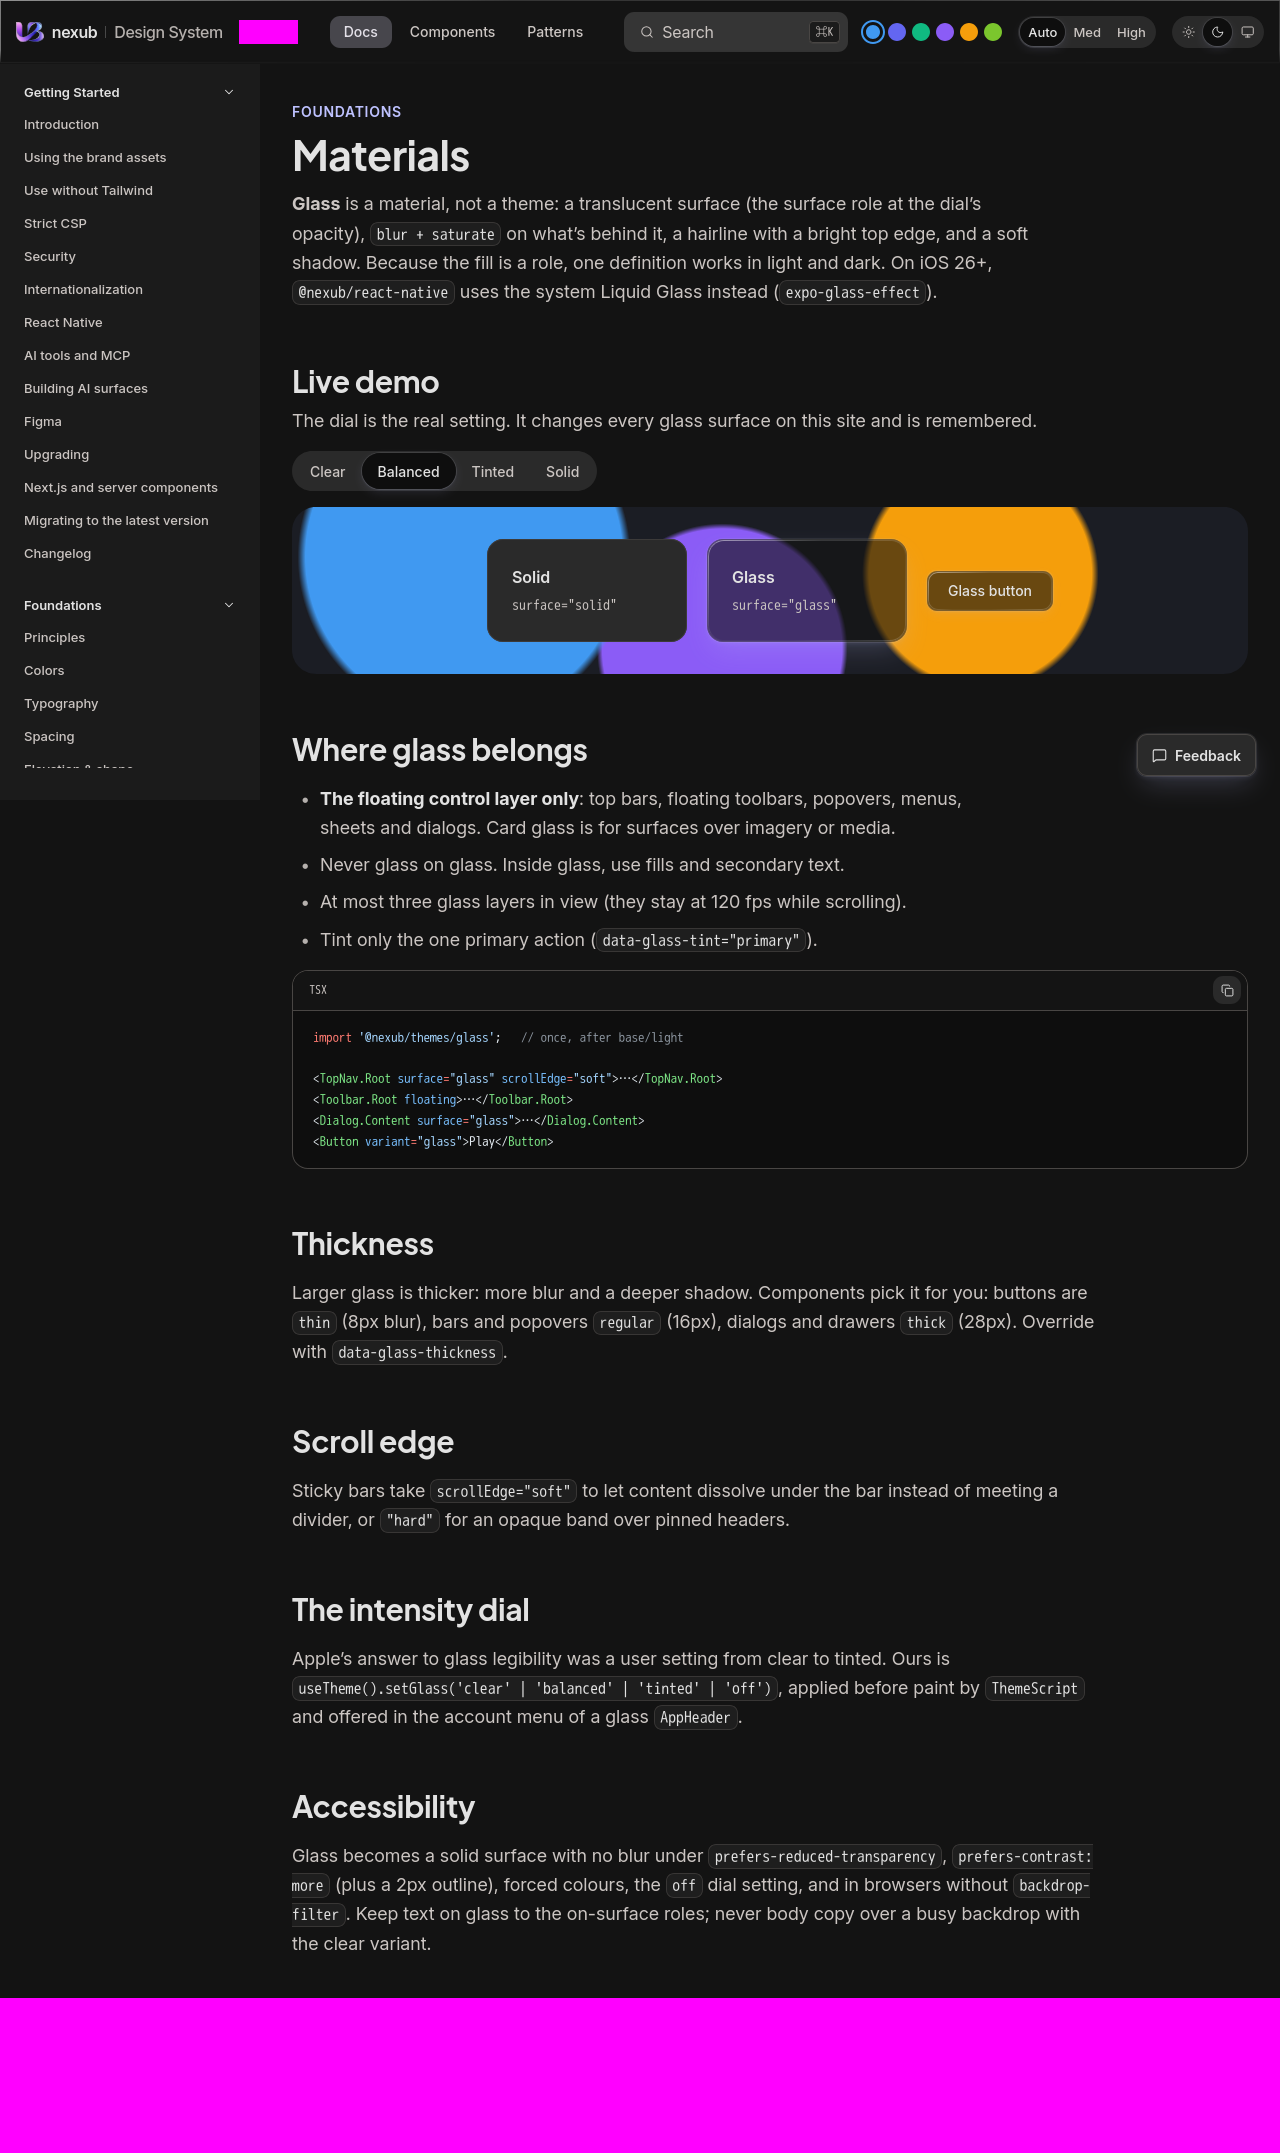 nexub | Design System
Docs
Components
Patterns
Search
⌘K
Auto
Med
High
Getting Started
Introduction
Using the brand assets
Use without Tailwind
Strict CSP
Security
Internationalization
React Native
AI tools and MCP
Building AI surfaces
Figma
Upgrading
Next.js and server components
Migrating to the latest version
Changelog
Foundations
Principles
Colors
Typography
Spacing
FOUNDATIONS
Materials
Glass is a material, not a theme: a translucent surface (the surface role at the dial’s
opacity), blur + saturate on what’s behind it, a hairline with a bright top edge, and a soft
shadow. Because the fill is a role, one definition works in light and dark. On iOS 26+,
@nexub/react-native uses the system Liquid Glass instead (expo-glass-effect).
Live demo
The dial is the real setting. It changes every glass surface on this site and is remembered.
Clear
Balanced
Tinted
Solid
Solid
surface="solid"
Glass
surface="glass"
Glass button
Where glass belongs
Feedback
• The floating control layer only: top bars, floating toolbars, popovers, menus,
sheets and dialogs. Card glass is for surfaces over imagery or media.
• Never glass on glass. Inside glass, use fills and secondary text.
• At most three glass layers in view (they stay at 120 fps while scrolling).
• Tint only the one primary action (data-glass-tint="primary").
TSX
import '@nexub/themes/glass';   // once, after base/light
<TopNav.Root surface="glass" scrollEdge="soft">…</TopNav.Root>
<Toolbar.Root floating>…</Toolbar.Root>
<Dialog.Content surface="glass">…</Dialog.Content>
<Button variant="glass">Play</Button>
Thickness
Larger glass is thicker: more blur and a deeper shadow. Components pick it for you: buttons are
thin (8px blur), bars and popovers regular (16px), dialogs and drawers thick (28px). Override
with data-glass-thickness.
Scroll edge
Sticky bars take scrollEdge="soft" to let content dissolve under the bar instead of meeting a
divider, or "hard" for an opaque band over pinned headers.
The intensity dial
Apple’s answer to glass legibility was a user setting from clear to tinted. Ours is
useTheme().setGlass('clear' | 'balanced' | 'tinted' | 'off'), applied before paint by ThemeScript
and offered in the account menu of a glass AppHeader.
Accessibility
Glass becomes a solid surface with no blur under prefers-reduced-transparency, prefers-contrast:
more (plus a 2px outline), forced colours, the off dial setting, and in browsers without backdrop-
filter. Keep text on glass to the on-surface roles; never body copy over a busy backdrop with
the clear variant.